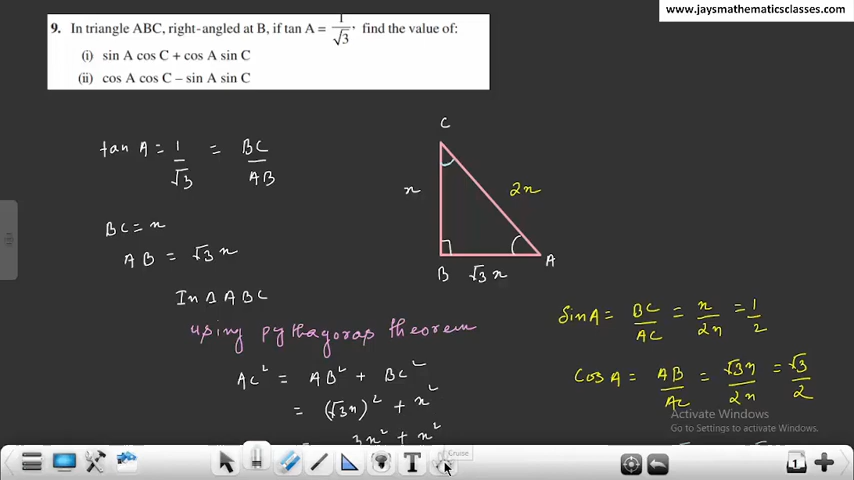 www.jaysmathematicsclasses.com
9. In triangle ABC, right-angled at B, if tan A = 1/√3, find the value of:
(i) sin A cos C + cos A sin C
(ii) cos A cos C – sin A sin C
tan A = 1/√3 = BC/AB
BC = x
AB = √3 x
In Δ ABC
using pythagoras theorem
AC² = AB² + BC²
= (√3x)² + x²
3x² + x²
C
x
2x
B
√3 x
A
Sin A = BC/AC = x/2x = 1/2
Cos A = AB/AC = √3x/2x = √3/2
Activate Windows
Go to Settings to activate Windows.
Cruise
T
1